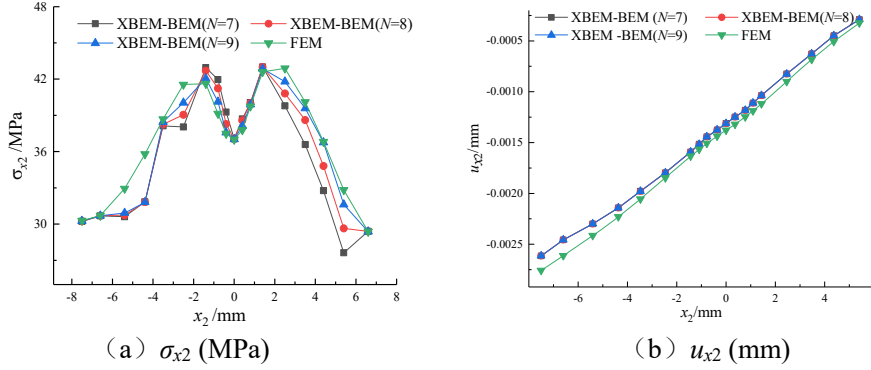 XBEM-BEM(N=7) XBEM-BEM(N=8)
XBEM-BEM(N=9) FEM
48
42
36
30
σx2 /MPa
-8 -6 -4 -2 0 2 4 6 8
x2/mm
(a) σx2 (MPa)
XBEM-BEM (N=7) XBEM-BEM(N=8)
XBEM -BEM(N=9) FEM
-0.0005
-0.0010
-0.0015
-0.0020
-0.0025
ux2/mm
-6 -4 -2 0 2 4
x2/mm
(b) ux2 (mm)